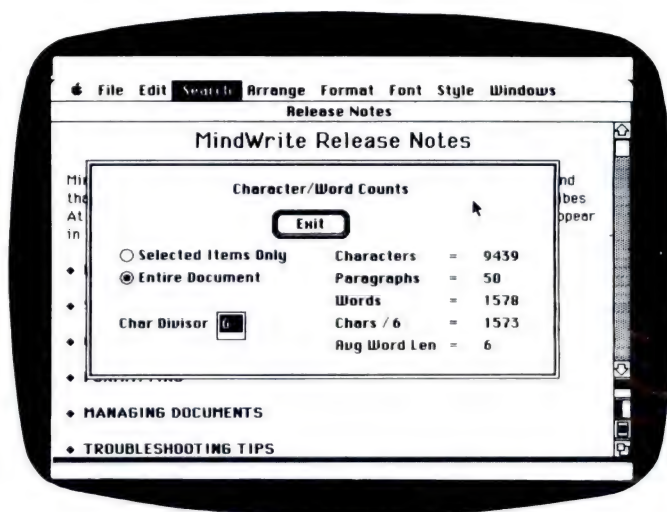 File Edit Search Arrange Format Font Style Windows
Release Notes
MindWrite Release Notes
Character/Word Counts
Exit
Selected Items Only
Entire Document
Char Divisor 6
Characters = 9439
Paragraphs = 50
Words = 1578
Chars / 6 = 1573
Avg Word Len = 6
MANAGING DOCUMENTS
TROUBLESHOOTING TIPS